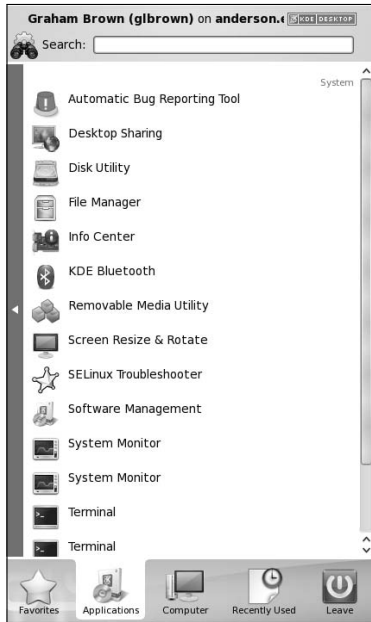 Graham Brown (glbrown) on anderson.e KDE DESKTOP
Search:
System
Automatic Bug Reporting Tool
Desktop Sharing
Disk Utility
File Manager
Info Center
KDE Bluetooth
Removable Media Utility
Screen Resize & Rotate
SELinux Troubleshooter
Software Management
System Monitor
System Monitor
Terminal
Terminal
Favorites Applications Computer Recently Used Leave